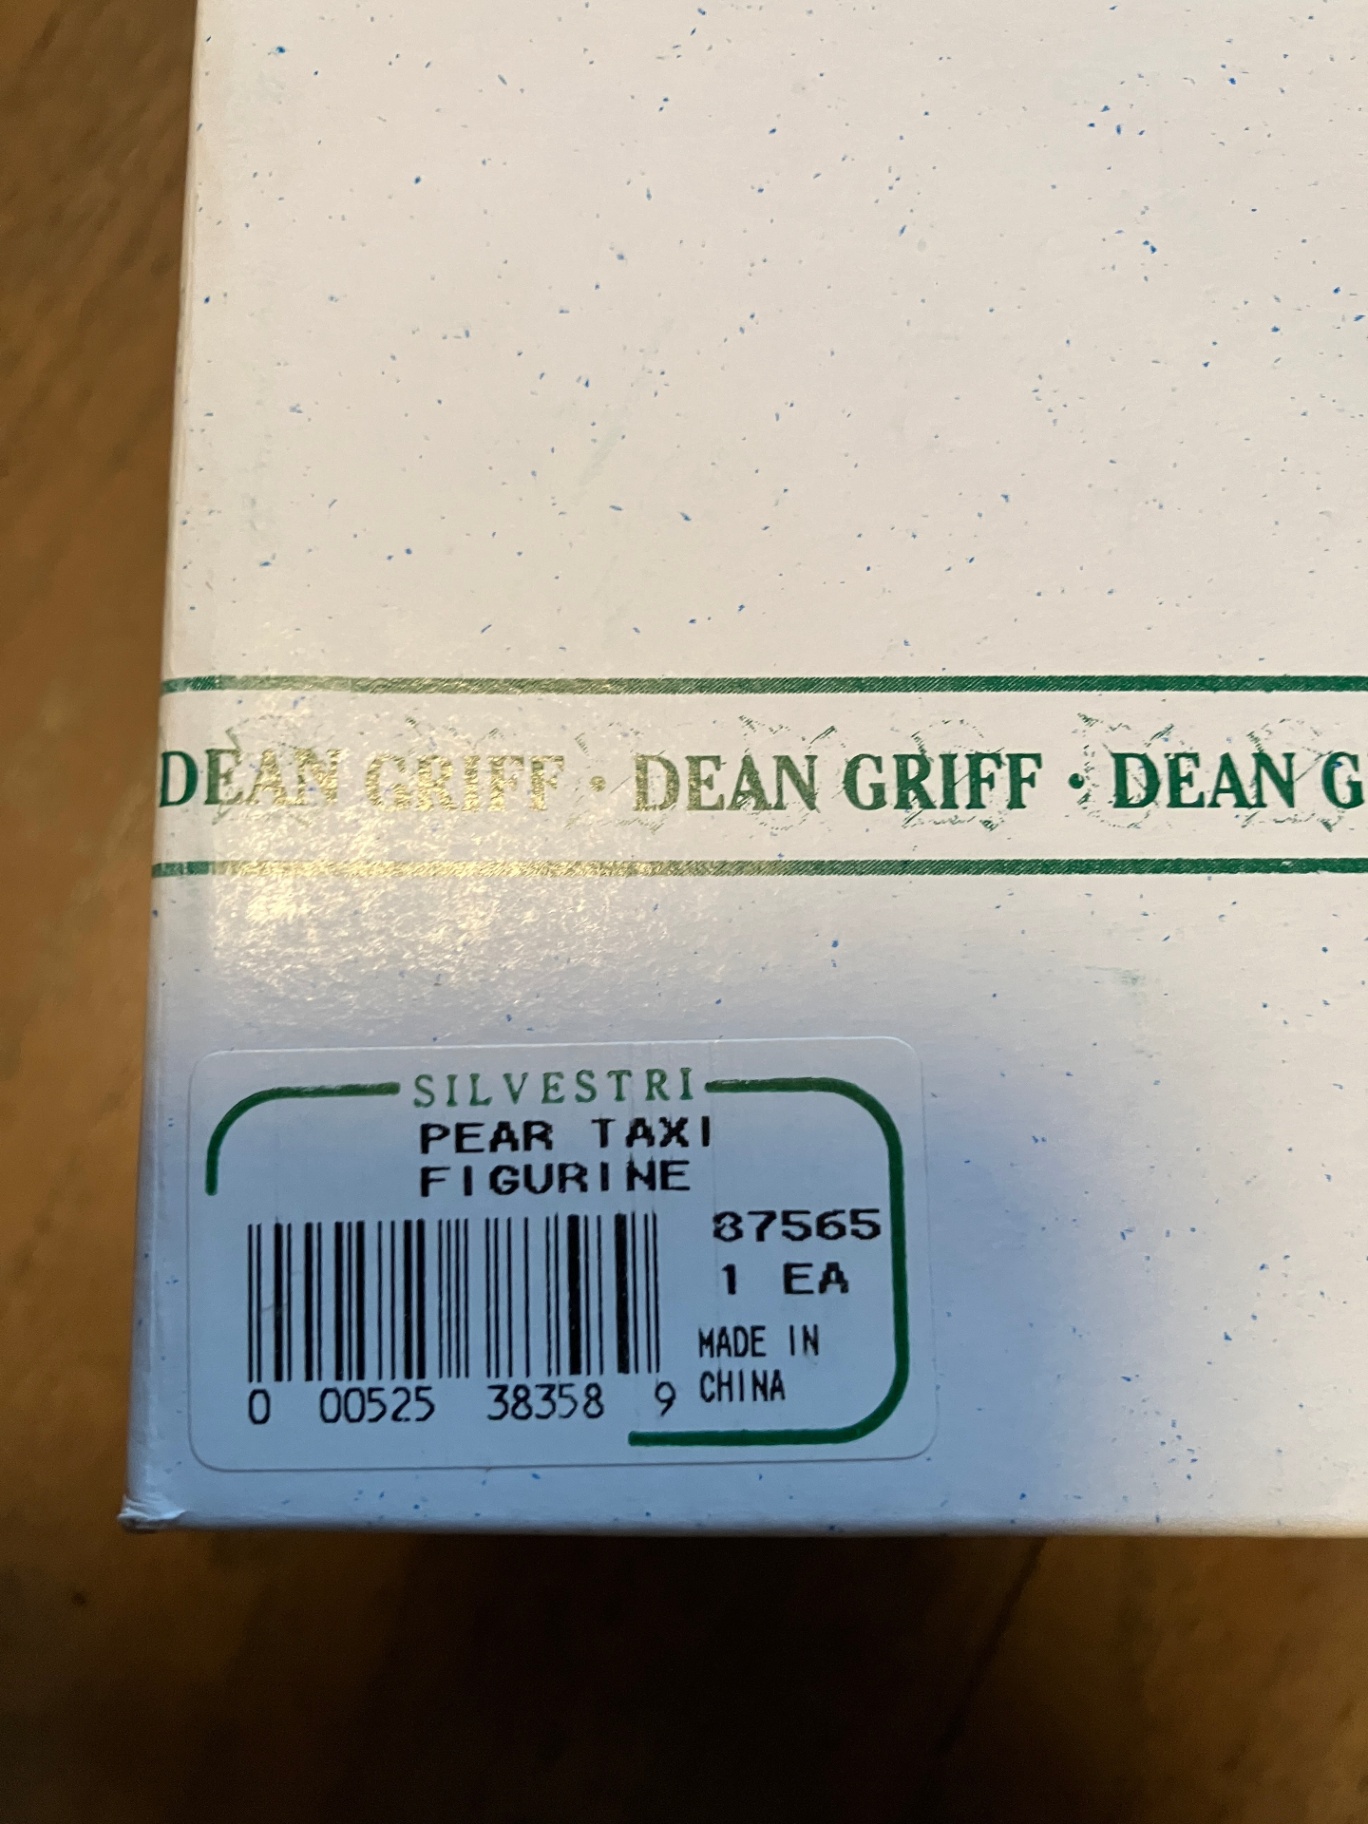 DEAN GRIFF • DEAN GRIFF • DEAN G
SILVESTRI
PEAR TAXI
FIGURINE
87565
1 EA
MADE IN
CHINA
0 00525 38358 9